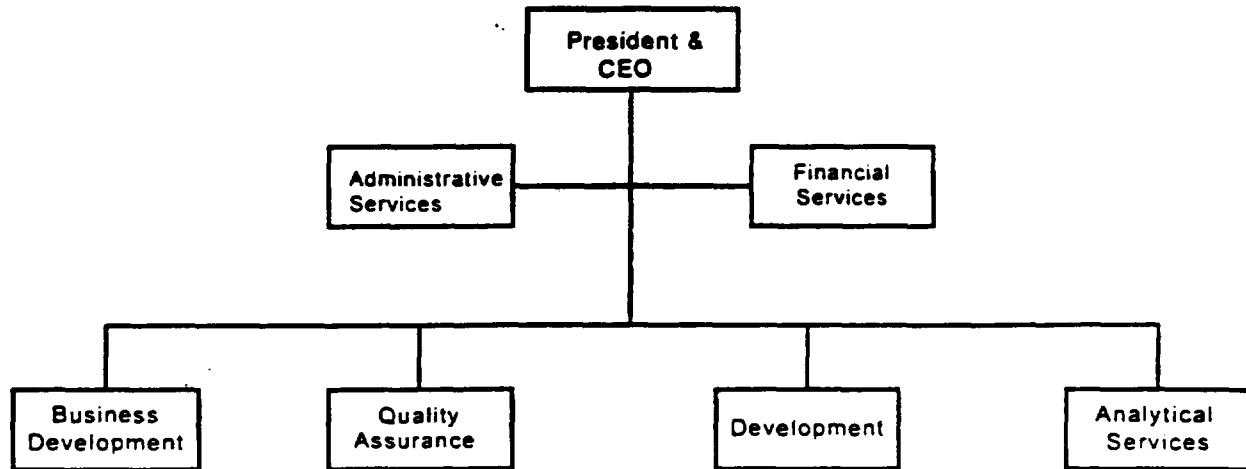 President &
CEO
Administrative
Services
Financial
Services
Business
Development
Quality
Assurance
Development
Analytical
Services